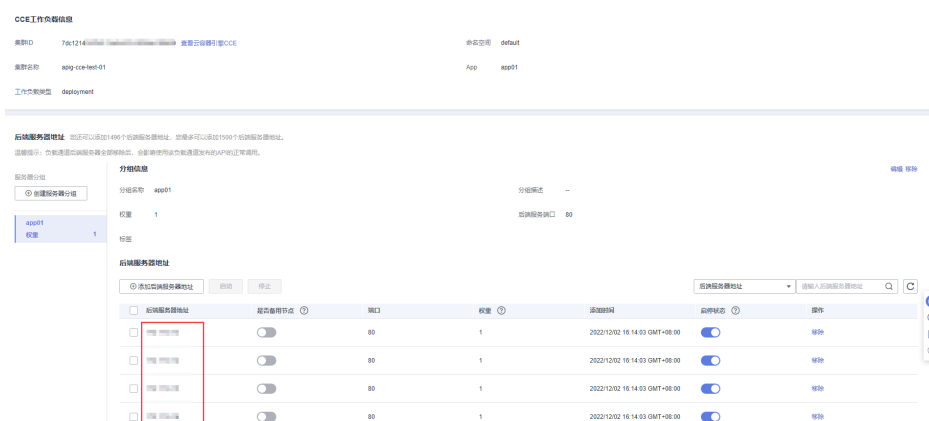 CCE工作负载信息
集群ID 7dc1214 查看云容器引擎CCE 命名空间 default
集群名称 apig-cce-test-01 App app01
工作负载类型 deployment
后端服务器地址 您还可以添加1496个后端服务器地址，您最多可以添加1500个后端服务器地址。
温馨提示：负载通道后端服务器全部移除后，会影响使用该负载通道发布的API的正常调用。
服务器分组
创建服务器分组
app01
权重 1
分组信息 编辑 移除
分组名称 app01 分组描述 --
权重 1 后端服务端口 80
标签
后端服务器地址
添加后端服务器地址 启动 停止 后端服务器地址 请输入后端服务器地址
后端服务器地址 是否备用节点 端口 权重 添加时间 启停状态 操作
80 1 2022/12/02 16:14:03 GMT+08:00 移除
80 1 2022/12/02 16:14:03 GMT+08:00 移除
80 1 2022/12/02 16:14:03 GMT+08:00 移除
80 1 2022/12/02 16:14:03 GMT+08:00 移除